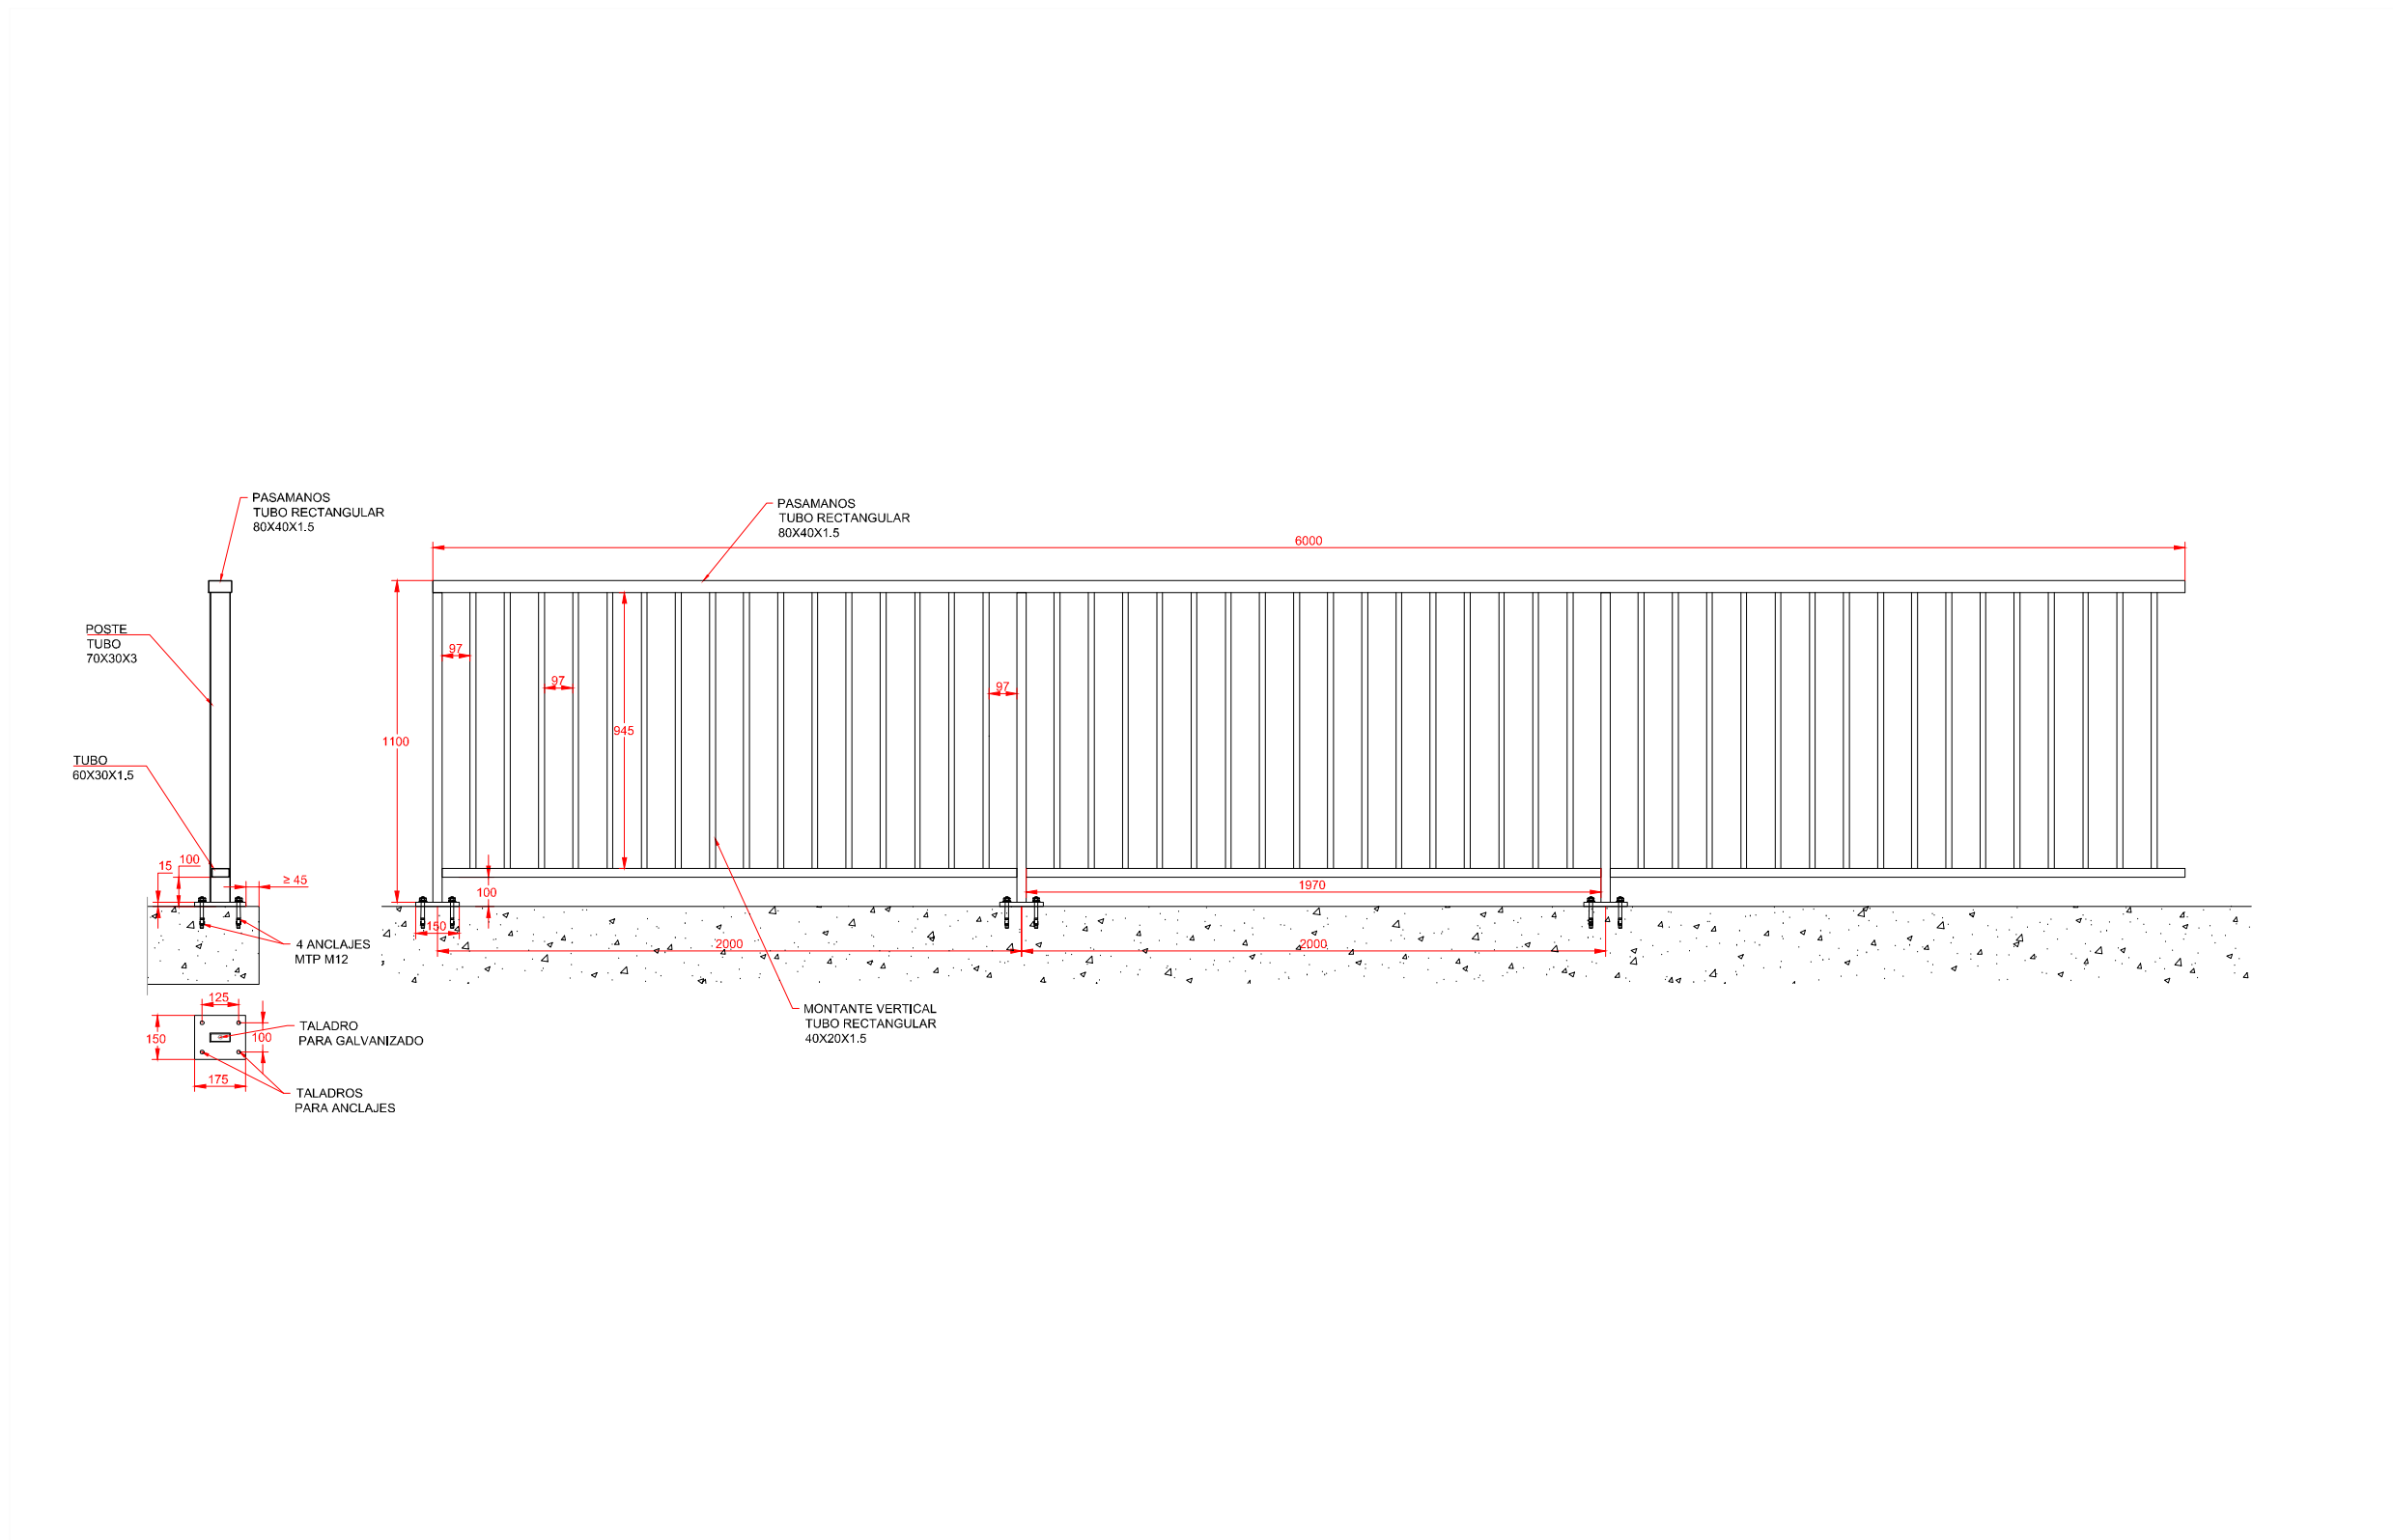 PASAMANOS
TUBO RECTANGULAR
80X40X1.5
PASAMANOS
TUBO RECTANGULAR
80X40X1.5
6000
POSTE
TUBO
70X30X3
97
97
97
945
1100
TUBO
60X30X1.5
15
100
≥ 45
100
1970
150
2000
2000
4 ANCLAJES
MTP M12
125
150
100
175
TALADRO
PARA GALVANIZADO
TALADROS
PARA ANCLAJES
MONTANTE VERTICAL
TUBO RECTANGULAR
40X20X1.5